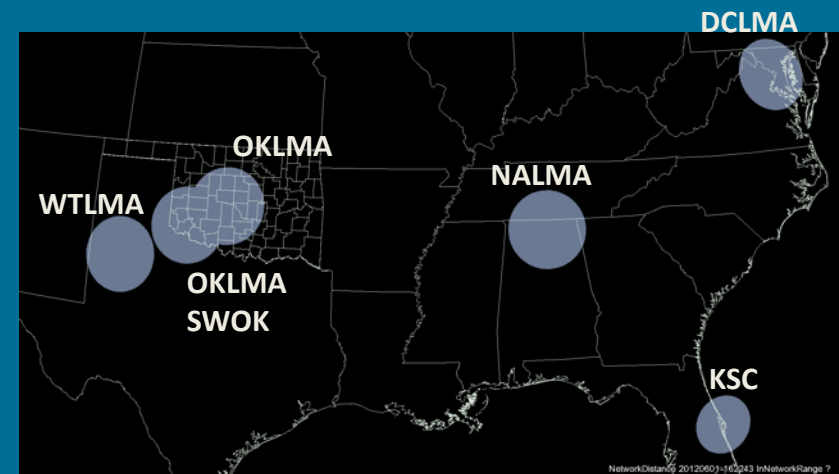 DCLMA
OKLMA
NALMA
WTLMA
OKLMA
SWOK
KSC
NetworkDistance 20120601-162243 InNetworkRange ?